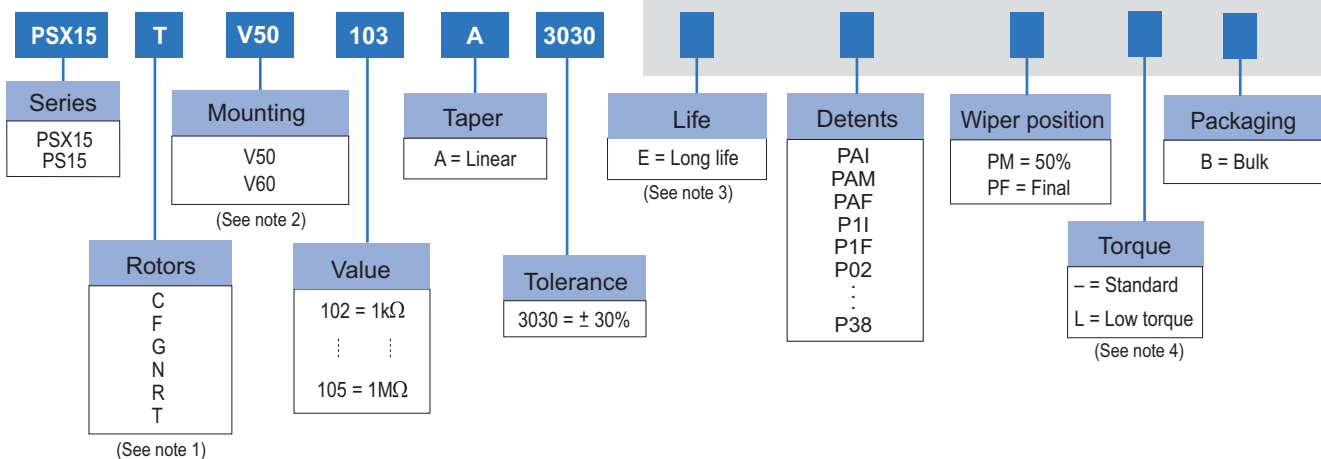 PSX15 T V50 103 A 3030
Series
PSX15
PS15
Mounting
V50
V60
(See note 2)
Taper
A = Linear
Life
E = Long life
(See note 3)
Detents
PAI
PAM
PAF
P1I
P1F
P02
:
:
P38
Wiper position
PM = 50%
PF = Final
Packaging
B = Bulk
Rotors
C
F
G
N
R
T
(See note 1)
Value
102 = 1kΩ
105 = 1MΩ
Tolerance
3030 = ± 30%
Torque
– = Standard
L = Low torque
(See note 4)